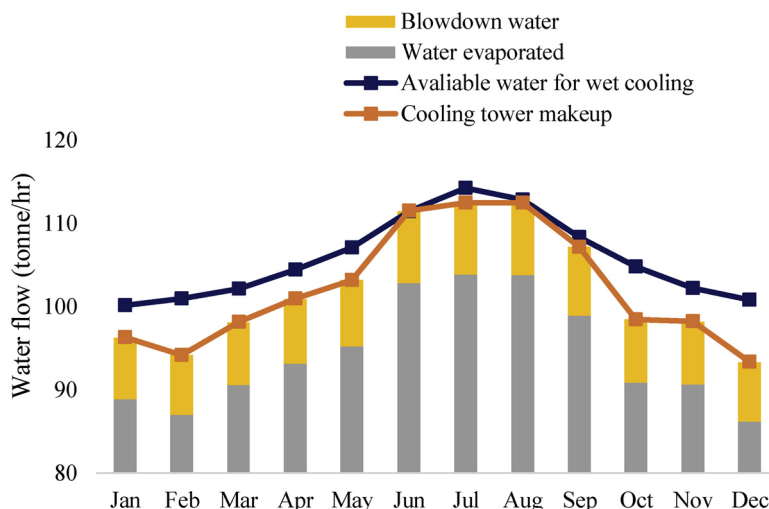 Blowdown water
Water evaporated
Avaliable water for wet cooling
Cooling tower makeup
Water flow (tonne/hr)
120
110
100
90
80
Jan Feb Mar Apr May Jun Jul Aug Sep Oct Nov Dec